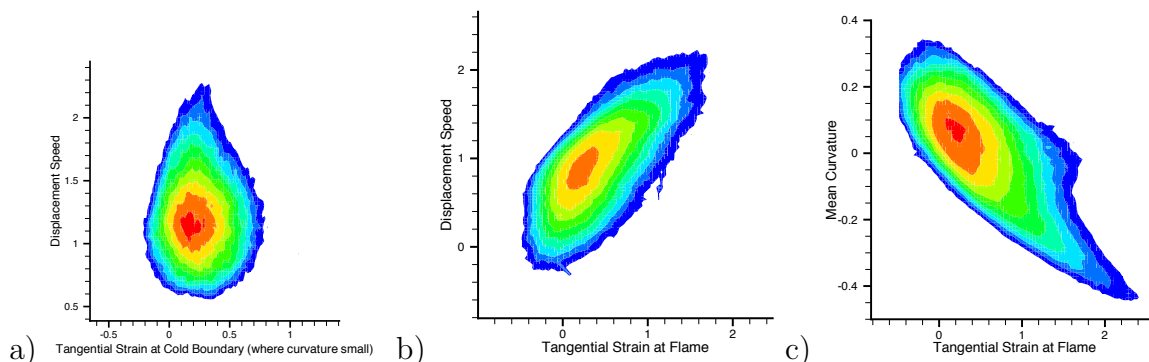 a)
Displacement Speed
2
1.5
1
0.5
-0.5
0
0.5
1
Tangential Strain at Cold Boundary (where curvature small)
b)
Displacement Speed
2
1
0
0
1
2
Tangential Strain at Flame
c)
Mean Curvature
0.4
0.2
0
-0.2
-0.4
0
1
2
Tangential Strain at Flame